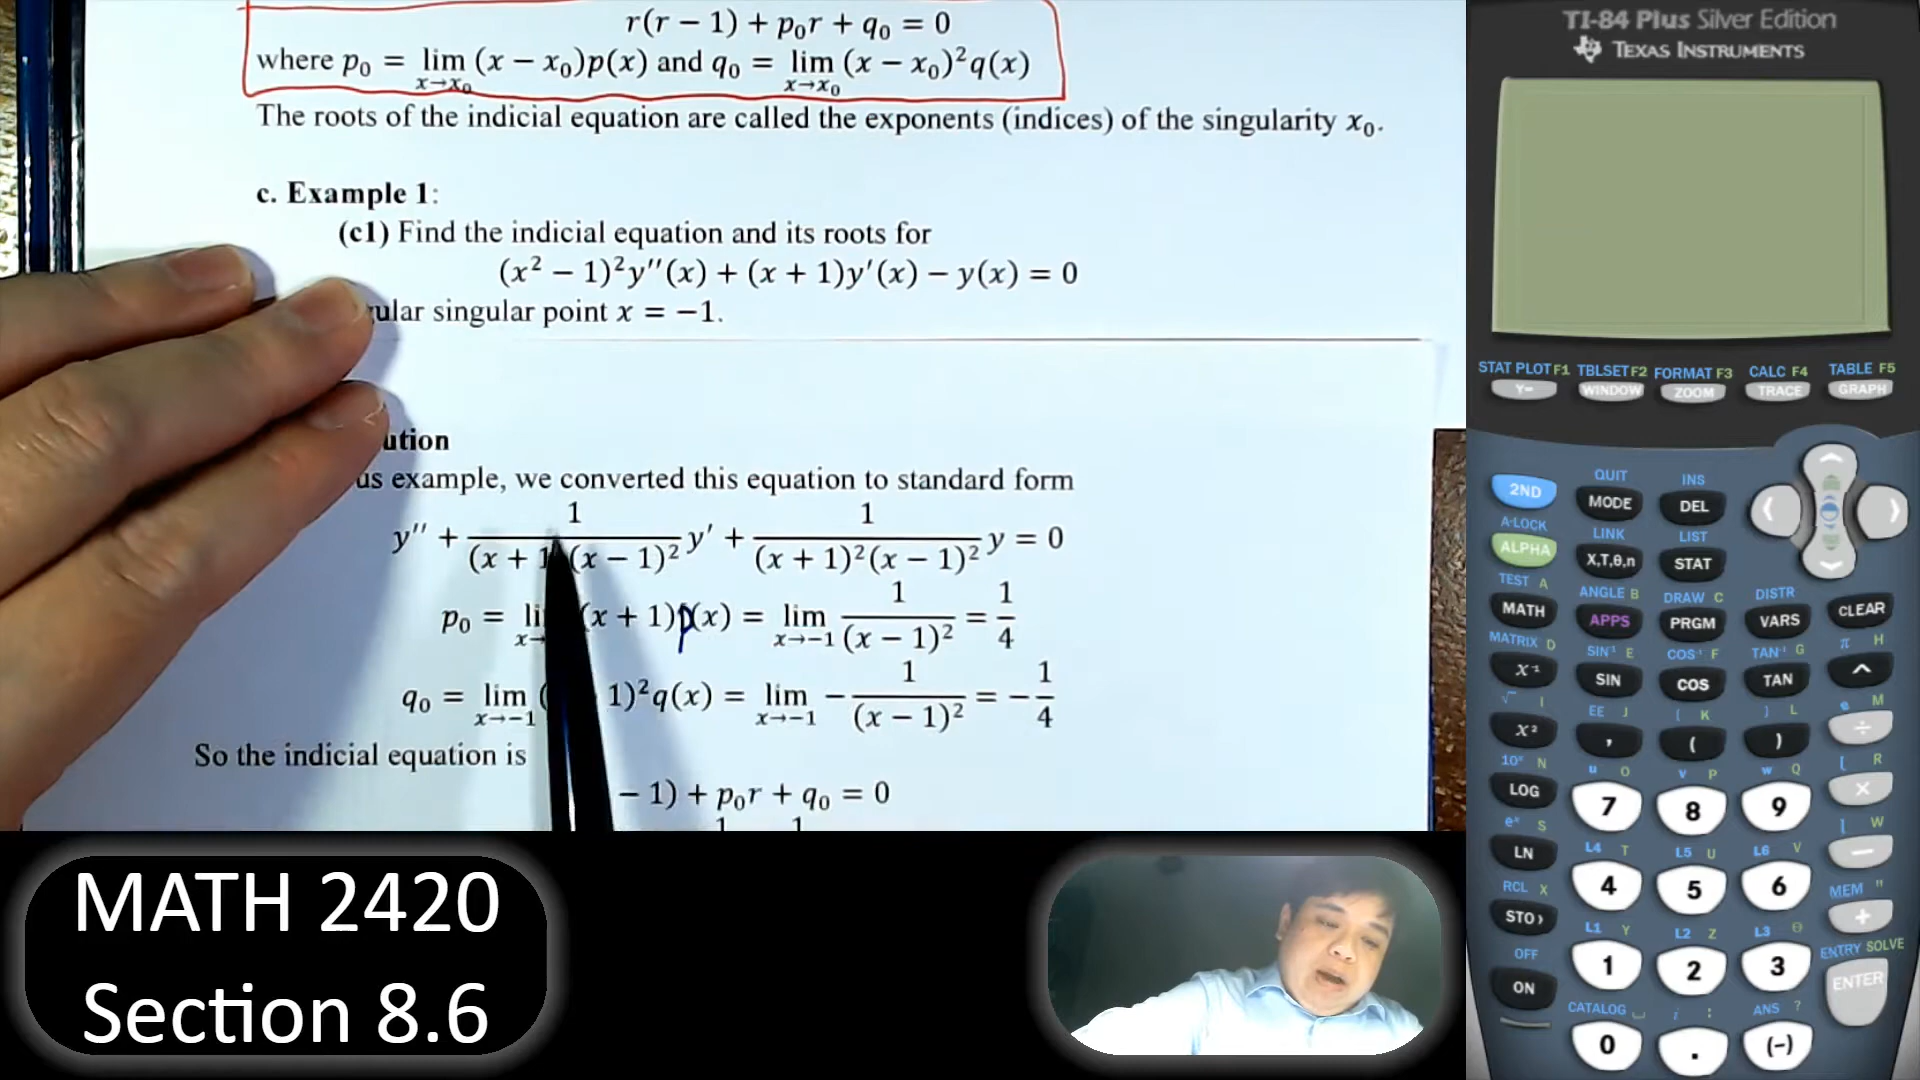 r(r − 1) + p₀r + q₀ = 0
where p₀ = lim x→x₀ (x − x₀)p(x) and q₀ = lim x→x₀ (x − x₀)²q(x)
The roots of the indicial equation are called the exponents (indices) of the singularity x₀.
c. Example 1:
(c1) Find the indicial equation and its roots for
(x² − 1)²y″(x) + (x + 1)y′(x) − y(x) = 0
singular point x = −1.
example, we converted this equation to standard form
y″ + 1/(x + 1)(x − 1)² y′ + 1/(x + 1)²(x − 1)² y = 0
p₀ = (x + 1)p(x) = lim x→−1 1/(x − 1)² = 1/4
q₀ = lim x→−1 1)²q(x) = lim x→−1 − 1/(x − 1)² = − 1/4
So the indicial equation is
− 1) + p₀r + q₀ = 0
MATH 2420
Section 8.6
TI-84 Plus Silver Edition
TEXAS INSTRUMENTS
STAT PLOT F1 TBLSET F2 FORMAT F3 CALC F4 TABLE F5
Y= WINDOW ZOOM TRACE GRAPH
QUIT INS
2ND MODE DEL
A-LOCK LINK LIST
ALPHA X,T,θ,n STAT
TEST A ANGLE B DRAW C DISTR
MATH APPS PRGM VARS CLEAR
MATRIX D SIN⁻¹ E COS⁻¹ F TAN⁻¹ G π H
x⁻¹ SIN COS TAN ^
√ I EE J { K } L e M
x² , ( ) ÷
10ˣ N u O v P w Q [ R
LOG 7 8 9 ×
eˣ S L4 T L5 U L6 V ] W
LN 4 5 6 −
RCL X L1 Y L2 Z L3 θ MEM "
STO› 1 2 3 +
OFF CATALOG i : ANS ? ENTRY SOLVE
ON 0 . (−) ENTER